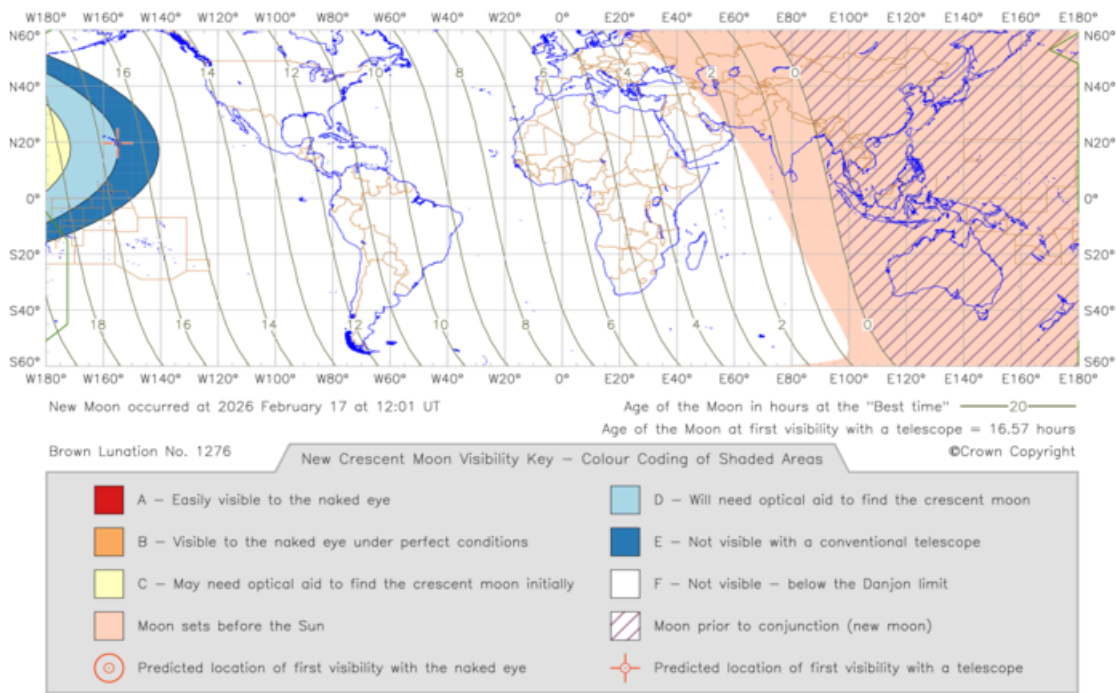 W180° W160° W140° W120° W100° W80° W60° W40° W20° 0° E20° E40° E60° E80° E100° E120° E140° E160° E180°
N60° N60°
16 14 12 10 8 6 4 2 0
N40° N40°
N20° N20°
0° 0°
S20° S20°
S40° S40°
18 16 14 12 10 8 6 4 2 0
S60° S60°
W180° W160° W140° W120° W100° W80° W60° W40° W20° 0° E20° E40° E60° E80° E100° E120° E140° E160° E180°
New Moon occurred at 2026 February 17 at 12:01 UT
Age of the Moon in hours at the "Best time" 20
Age of the Moon at first visibility with a telescope = 16.57 hours
Brown Lunation No. 1276
©Crown Copyright
New Crescent Moon Visibility Key – Colour Coding of Shaded Areas
A – Easily visible to the naked eye
B – Visible to the naked eye under perfect conditions
C – May need optical aid to find the crescent moon initially
Moon sets before the Sun
Predicted location of first visibility with the naked eye
D – Will need optical aid to find the crescent moon
E – Not visible with a conventional telescope
F – Not visible – below the Danjon limit
Moon prior to conjunction (new moon)
Predicted location of first visibility with a telescope